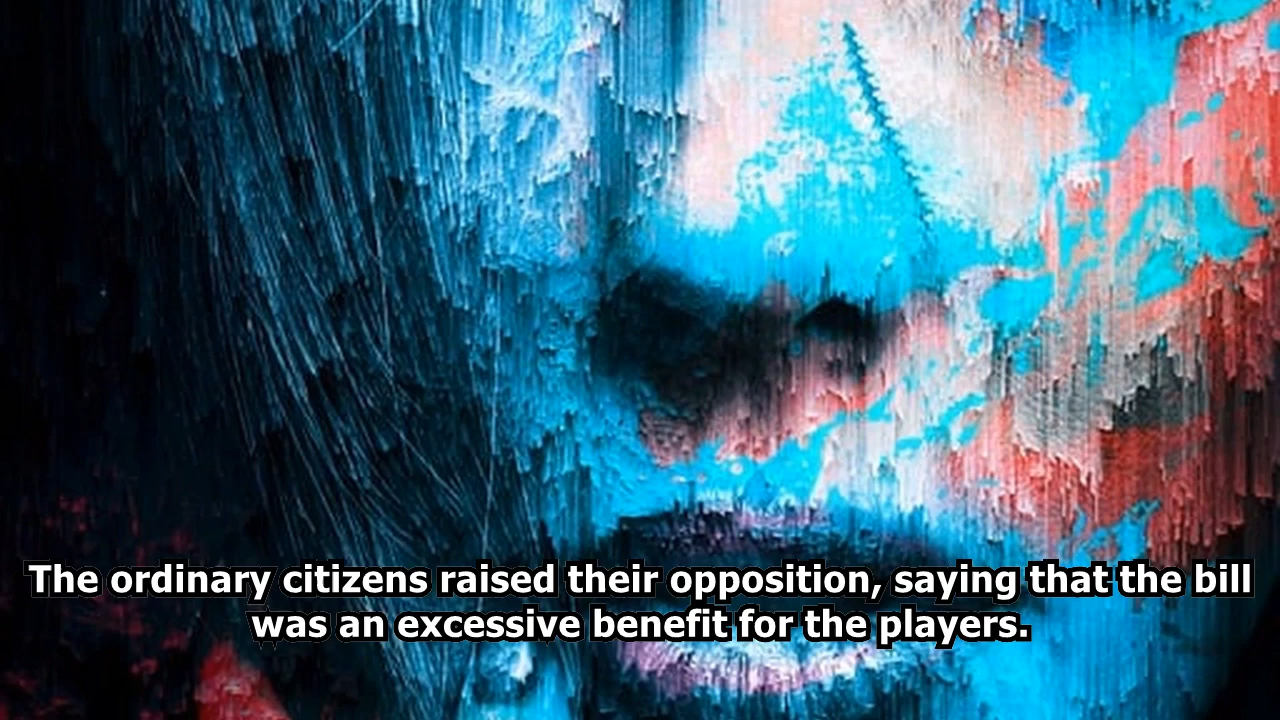 The ordinary citizens raised their opposition, saying that the bill
was an excessive benefit for the players.